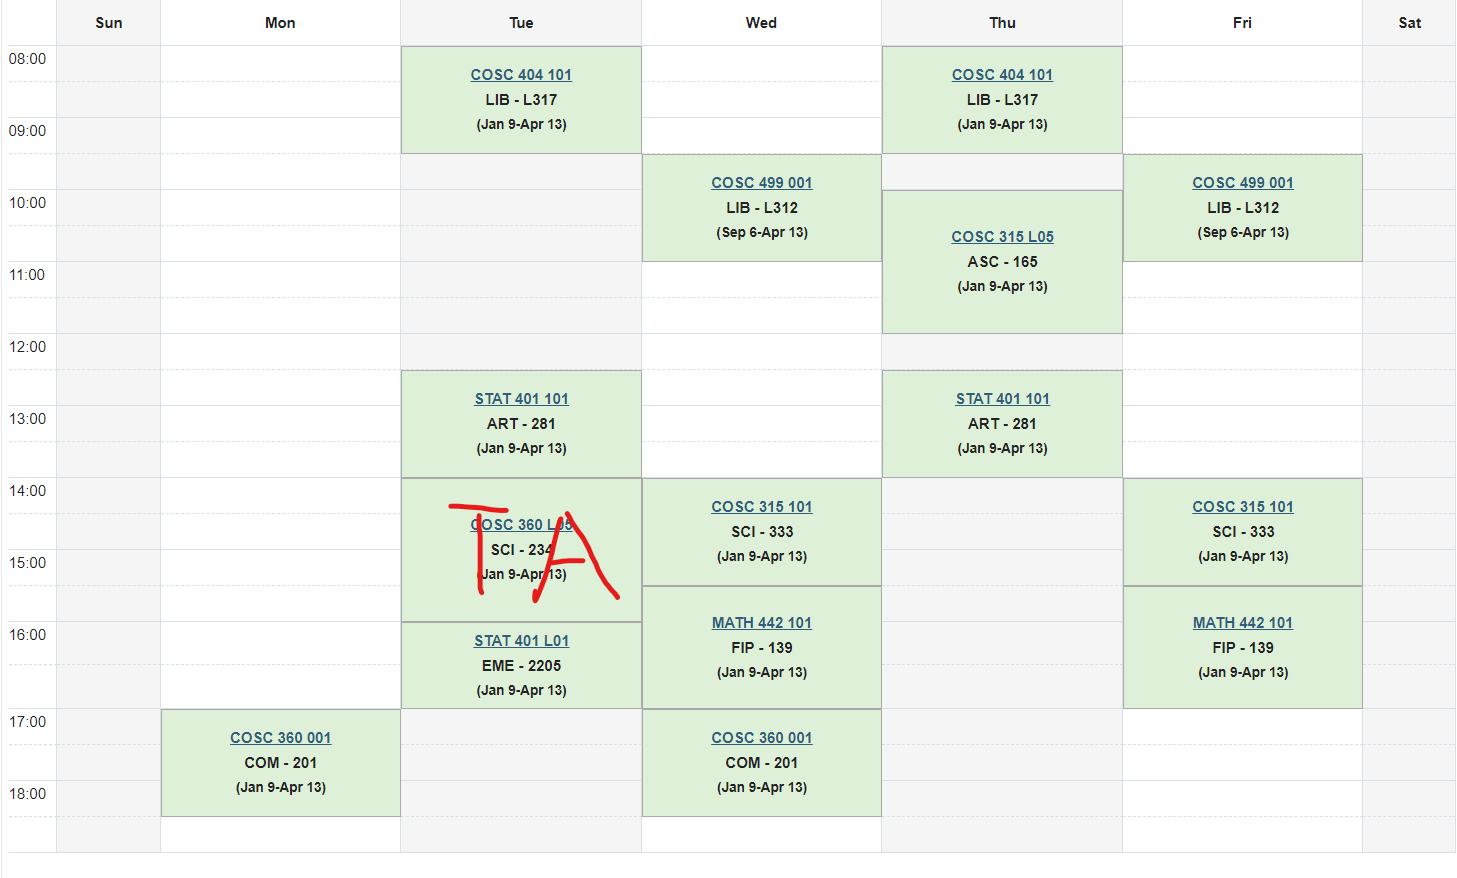 Sun Mon Tue Wed Thu Fri Sat
08:00
COSC 404 101
LIB - L317
(Jan 9-Apr 13)
COSC 404 101
LIB - L317
(Jan 9-Apr 13)
09:00
COSC 499 001
LIB - L312
(Sep 6-Apr 13)
COSC 499 001
LIB - L312
(Sep 6-Apr 13)
10:00
COSC 315 L05
ASC - 165
(Jan 9-Apr 13)
11:00
12:00
STAT 401 101
ART - 281
(Jan 9-Apr 13)
STAT 401 101
ART - 281
(Jan 9-Apr 13)
13:00
14:00
COSC 360 L05
SCI - 234
(Jan 9-Apr 13)
TA
COSC 315 101
SCI - 333
(Jan 9-Apr 13)
COSC 315 101
SCI - 333
(Jan 9-Apr 13)
15:00
MATH 442 101
FIP - 139
(Jan 9-Apr 13)
MATH 442 101
FIP - 139
(Jan 9-Apr 13)
16:00
STAT 401 L01
EME - 2205
(Jan 9-Apr 13)
17:00
COSC 360 001
COM - 201
(Jan 9-Apr 13)
COSC 360 001
COM - 201
(Jan 9-Apr 13)
18:00